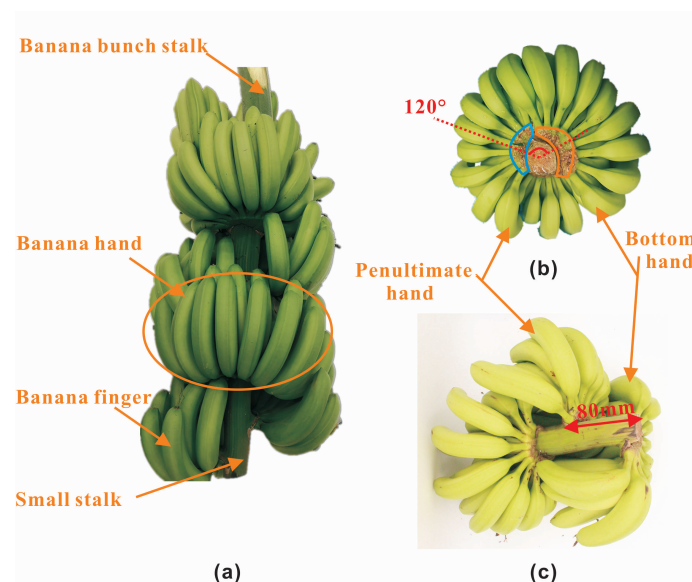 Banana bunch stalk
120°
Banana hand
Bottom
hand
Penultimate
hand
(b)
Banana finger
80mm
Small stalk
(a)
(c)